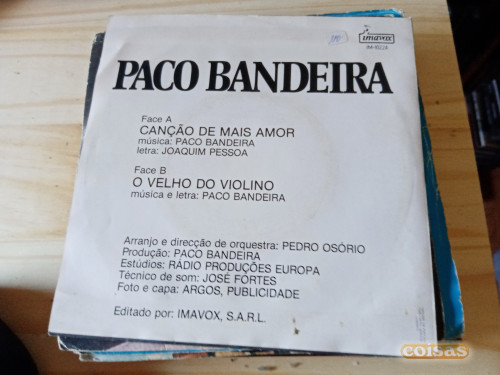 imavox
PACO BANDEIRA
Face A
CANÇÃO DE MAIS AMOR
música: PACO BANDEIRA
letra: JOAQUIM PESSOA
Face B
O VELHO DO VIOLINO
música e letra: PACO BANDEIRA
Arranjo e direcção de orquestra: PEDRO OSÓRIO
Produção: PACO BANDEIRA
Estúdios: RÁDIO PRODUÇÕES EUROPA
Técnico de som: JOSÉ FORTES
Foto e capa: ARGOS, PUBLICIDADE
Editado por: IMAVOX, S.A.R.L.
coisas